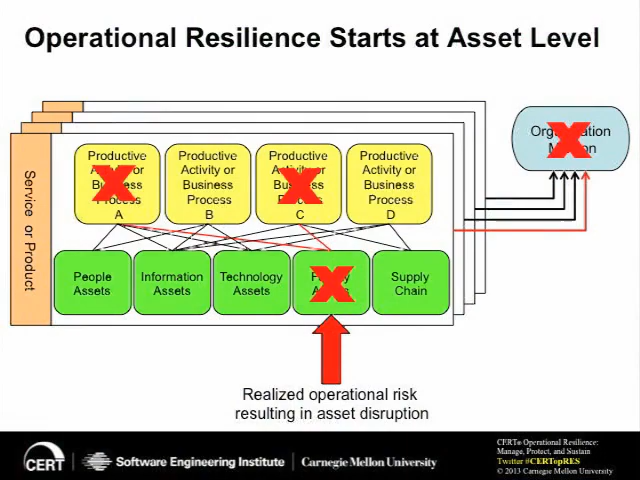 Operational Resilience Starts at Asset Level
Service or Product
Productive
Activity or
Business
Process
A
Productive
Activity or
Business
Process
B
Productive
Activity or
Business
Process
C
Productive
Activity or
Business
Process
D
Organization
People
Assets
Information
Assets
Technology
Assets
Supply
Chain
Realized operational risk
resulting in asset disruption
CERT
Software Engineering Institute
Carnegie Mellon University
CERT® Operational Resilience:
Manage, Protect, and Sustain
Twitter #CERTopRES
© 2013 Carnegie Mellon University